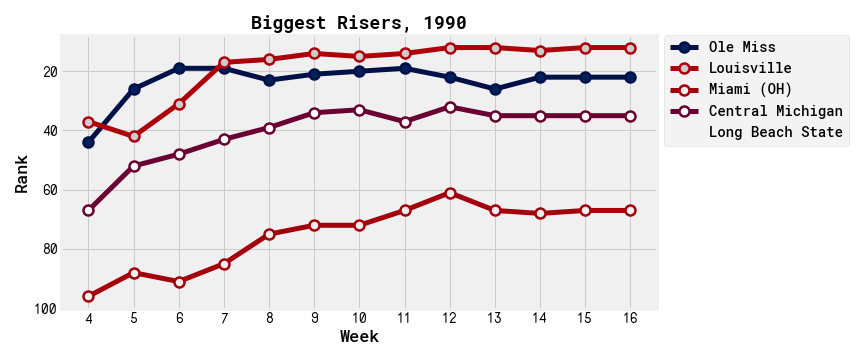 Biggest Risers, 1990
Ole Miss
Louisville
Miami (OH)
Central Michigan
Long Beach State
Rank
20
40
60
80
100
4 5 6 7 8 9 10 11 12 13 14 15 16
Week